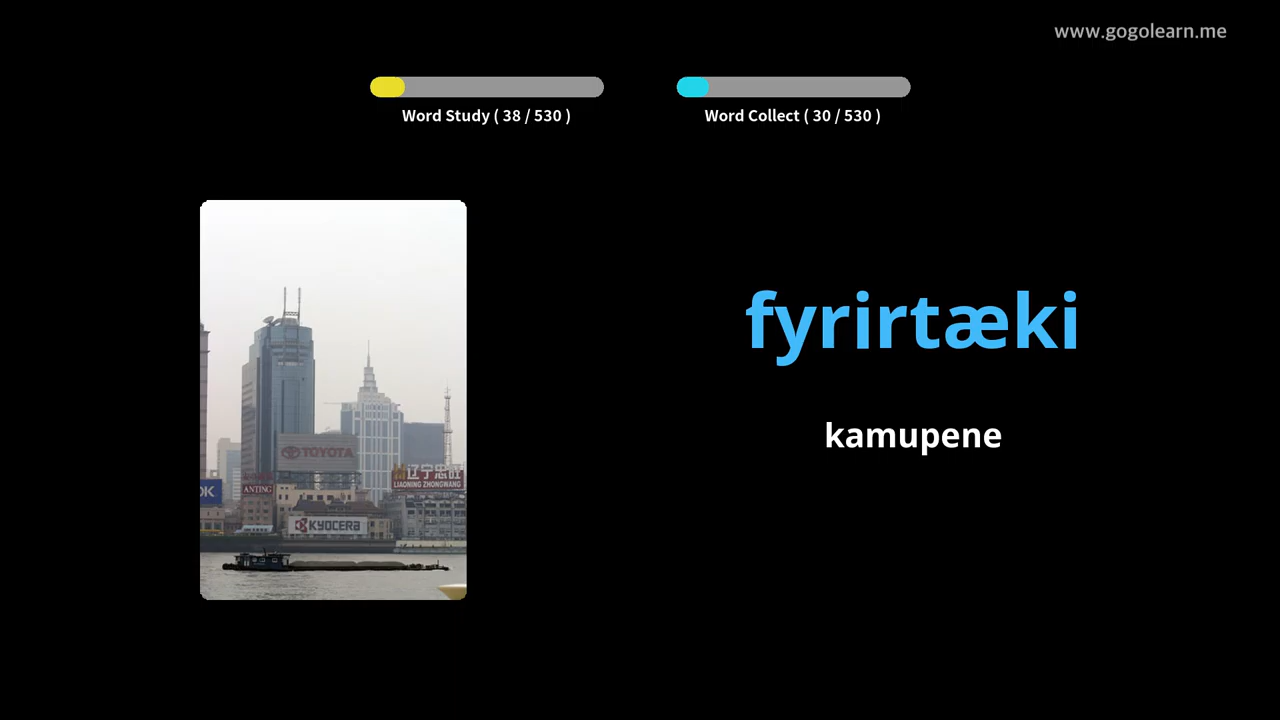 www.gogolearn.me
Word Study ( 38 / 530 )
Word Collect ( 30 / 530 )
fyrirtæki
kamupene
TOYOTA
辽宁忠旺
LIAONING ZHONGWANG
OK
ANTING
KYOCERA